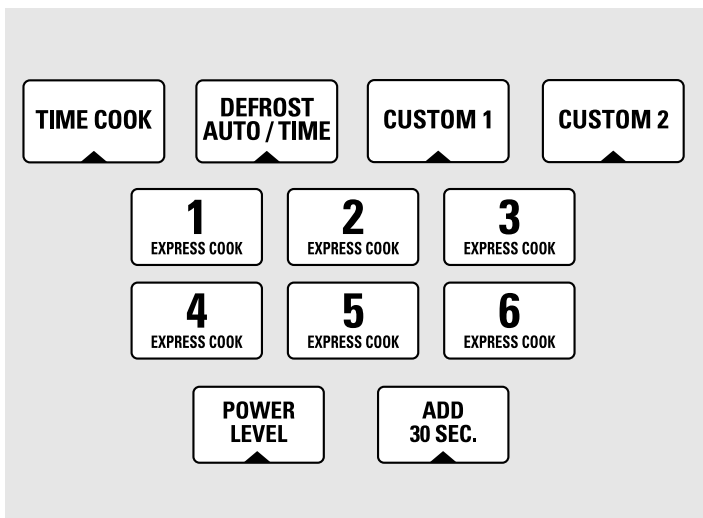 TIME COOK
DEFROST
AUTO / TIME
CUSTOM 1
CUSTOM 2
1
EXPRESS COOK
2
EXPRESS COOK
3
EXPRESS COOK
4
EXPRESS COOK
5
EXPRESS COOK
6
EXPRESS COOK
POWER
LEVEL
ADD
30 SEC.